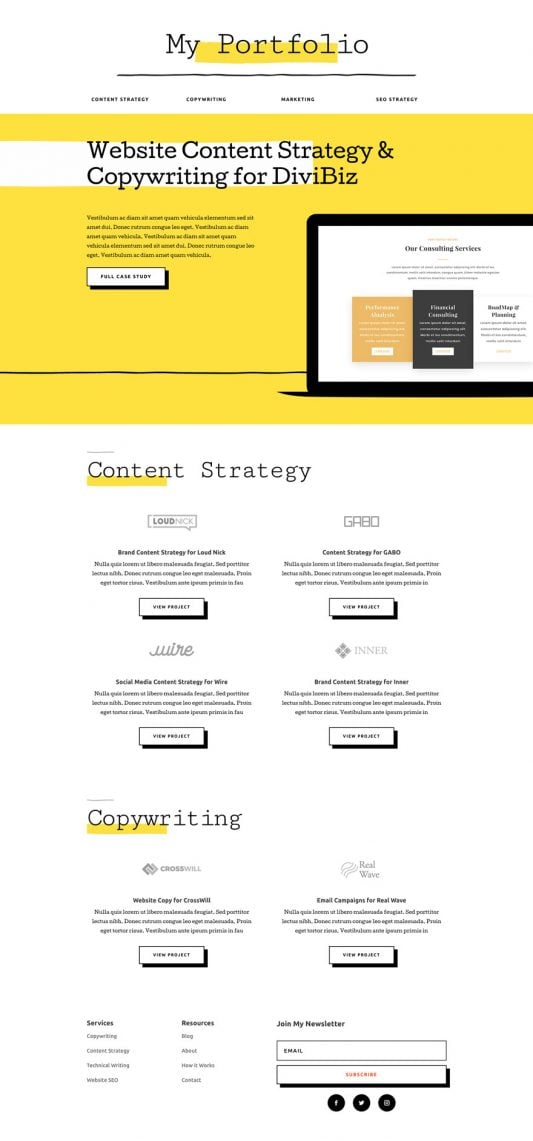 My Portfolio
CONTENT STRATEGY
COPYWRITING
MARKETING
SEO STRATEGY
Website Content Strategy &
Copywriting for DiviBiz
Vestibulum ac diam sit amet quam vehicula elementum sed sit
amet dui. Donec rutrum congue leo eget. Vestibulum ac diam
amet quam vehicula. Vestibulum ac diam sit amet quam
vehicula elementum sed sit amet dui. Donec rutrum congue leo
eget. Vestibulum ac diam amet quam vehicula.
FULL CASE STUDY
Our Consulting Services
Performance
Analysis
Financial
Consulting
RoadMap &
Planning
Content Strategy
LOUDNICK
Brand Content Strategy for Loud Nick
Nulla quis lorem ut libero malesuada feugiat. Sed porttitor
lectus nibh. Donec rutrum congue leo eget malesuada. Proin
eget tortor risus. Vestibulum ante ipsum primis in fau
VIEW PROJECT
GABO
Content Strategy for GABO
Nulla quis lorem ut libero malesuada feugiat. Sed porttitor
lectus nibh. Donec rutrum congue leo eget malesuada. Proin
eget tortor risus. Vestibulum ante ipsum primis in
VIEW PROJECT
wire
Social Media Content Strategy for Wire
Nulla quis lorem ut libero malesuada feugiat. Sed porttitor
lectus nibh. Donec rutrum congue leo eget malesuada. Proin
eget tortor risus. Vestibulum ante ipsum primis in fau
VIEW PROJECT
INNER
Brand Content Strategy for Inner
Nulla quis lorem ut libero malesuada feugiat. Sed porttitor
lectus nibh. Donec rutrum congue leo eget malesuada. Proin
eget tortor risus. Vestibulum ante ipsum primis in
VIEW PROJECT
Copywriting
CROSSWILL
Website Copy for CrossWill
Nulla quis lorem ut libero malesuada feugiat. Sed porttitor
lectus nibh. Donec rutrum congue leo eget malesuada. Proin
eget tortor risus. Vestibulum ante ipsum primis in fau
VIEW PROJECT
Real
Wave
Email Campaigns for Real Wave
Nulla quis lorem ut libero malesuada feugiat. Sed porttitor
lectus nibh. Donec rutrum congue leo eget malesuada. Proin
eget tortor risus. Vestibulum ante ipsum primis in
VIEW PROJECT
Services
Copywriting
Content Strategy
Technical Writing
Website SEO
Resources
Blog
About
How it Works
Contact
Join My Newsletter
EMAIL
SUBSCRIBE